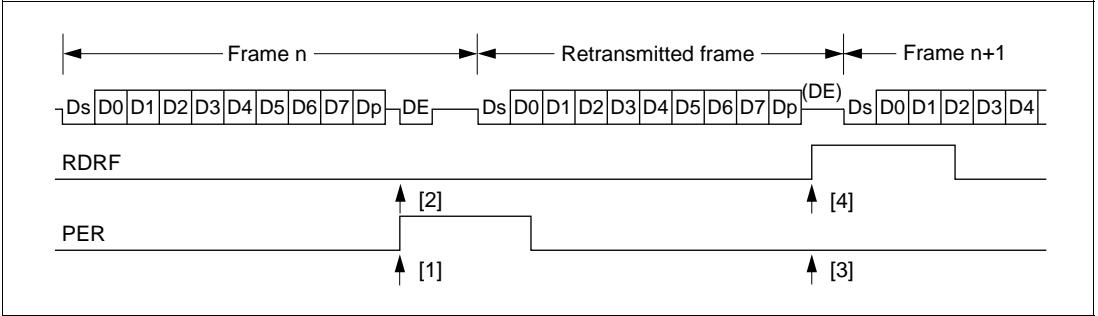 Frame n Retransmitted frame Frame n+1
Ds D0 D1 D2 D3 D4 D5 D6 D7 Dp DE Ds D0 D1 D2 D3 D4 D5 D6 D7 Dp (DE) Ds D0 D1 D2 D3 D4
RDRF
[2] [4]
PER
[1] [3]